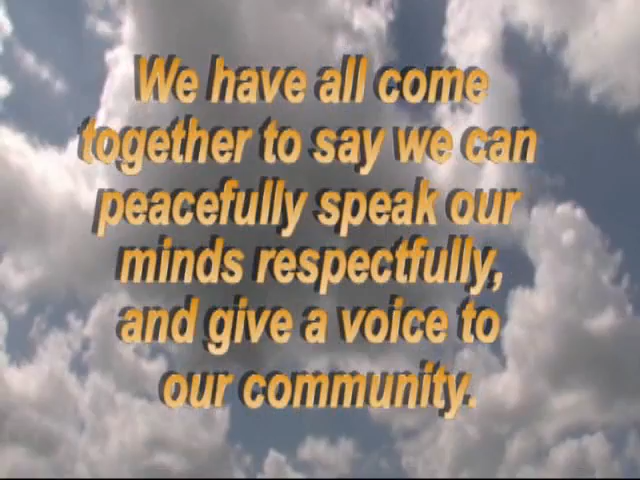 We have all come
together to say we can
peacefully speak our
minds respectfully,
and give a voice to
our community.